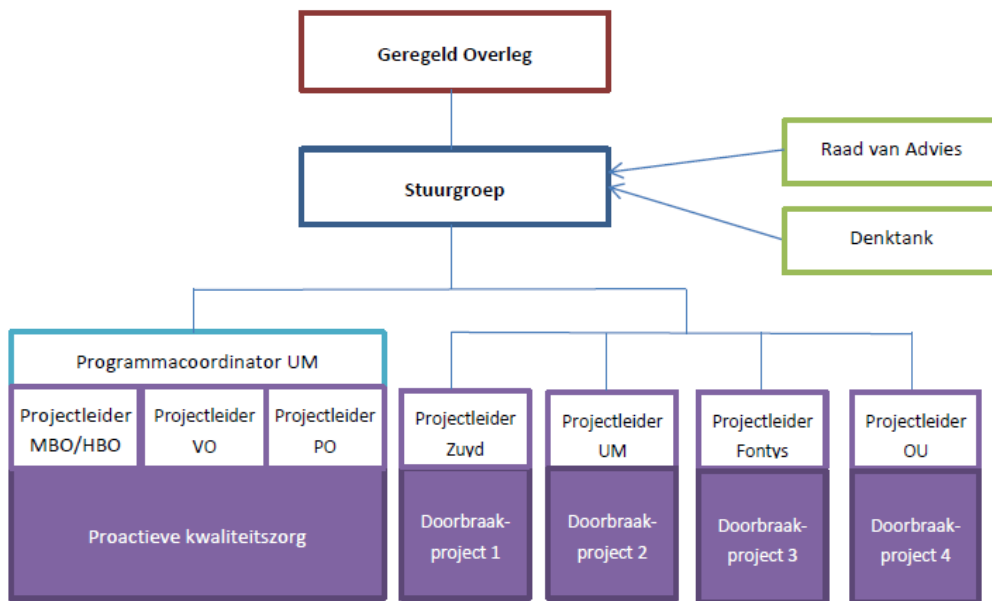 Geregeld Overleg
Raad van Advies
Stuurgroep
Denktank
Programmacoordinator UM
Projectleider
MBO/HBO
Projectleider
VO
Projectleider
PO
Projectleider
Zuyd
Projectleider
UM
Projectleider
Fontys
Projectleider
OU
Proactieve kwaliteitszorg
Doorbraak-
project 1
Doorbraak-
project 2
Doorbraak-
project 3
Doorbraak-
project 4